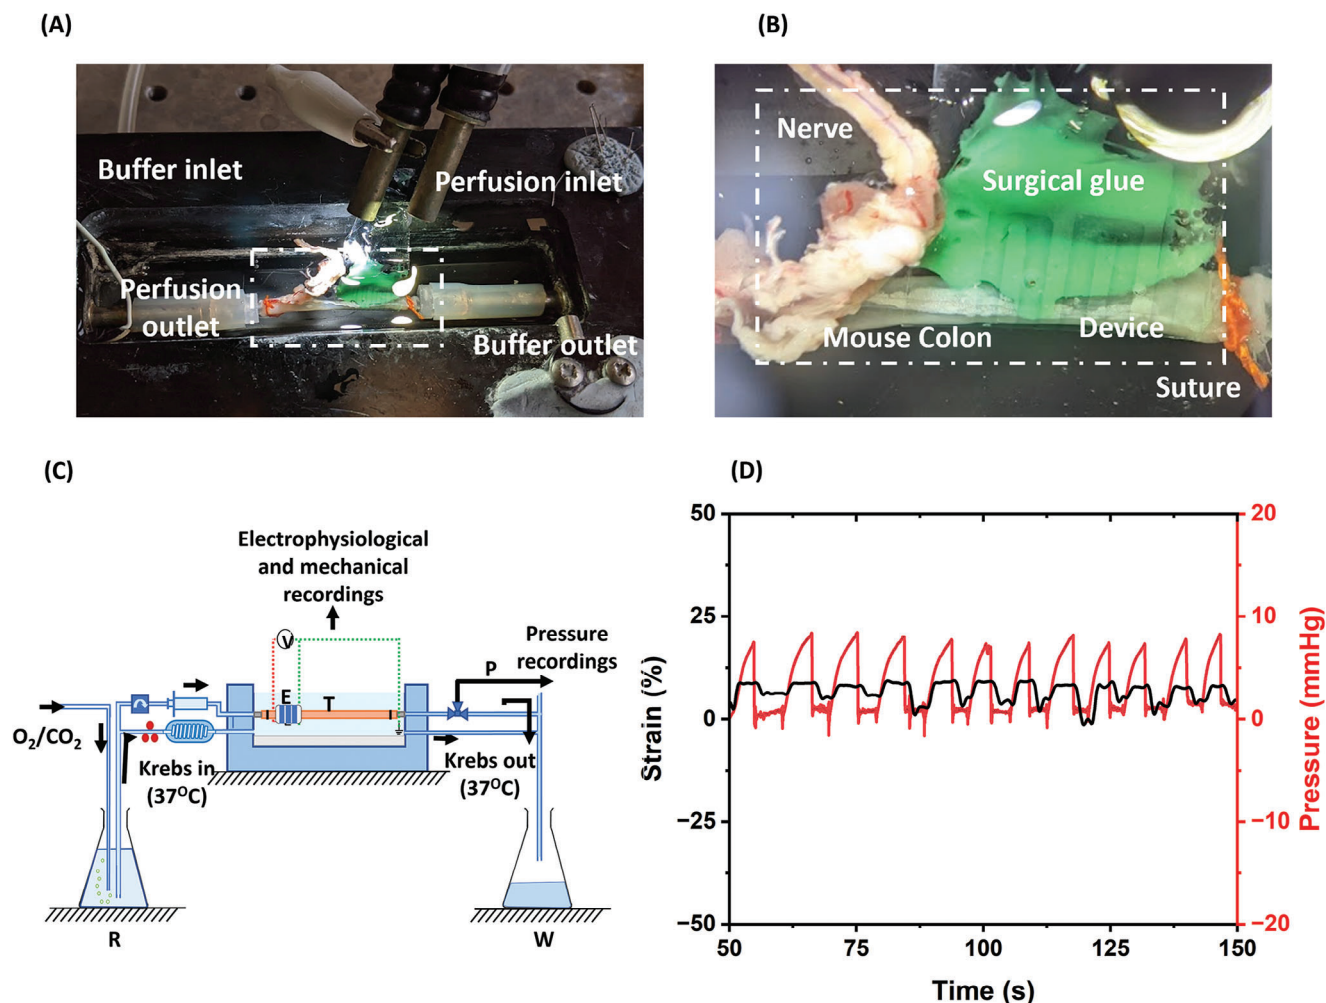 (A)
(B)
Buffer inlet
Perfusion inlet
Perfusion
outlet
Buffer outlet
Nerve
Surgical glue
Mouse Colon
Device
Suture
(C)
(D)
Electrophysiological
and mechanical
recordings
V
Pressure
recordings
P
E
T
O₂/CO₂
Krebs in
(37⁰C)
Krebs out
(37⁰C)
R
W
50
25
0
−25
−50
Strain (%)
20
10
0
−10
−20
Pressure (mmHg)
50 75 100 125 150
Time (s)